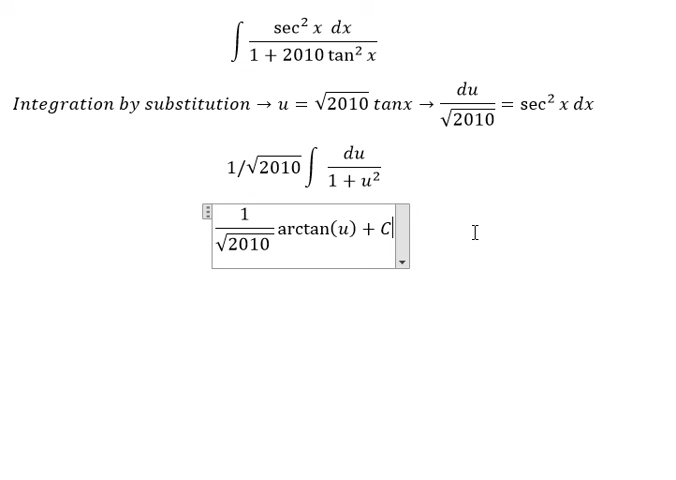 ∫ sec² x dx / 1 + 2010 tan² x
Integration by substitution → u = √2010 tanx → du / √2010 = sec² x dx
1/√2010 ∫ du / 1 + u²
1 / √2010 arctan(u) + C